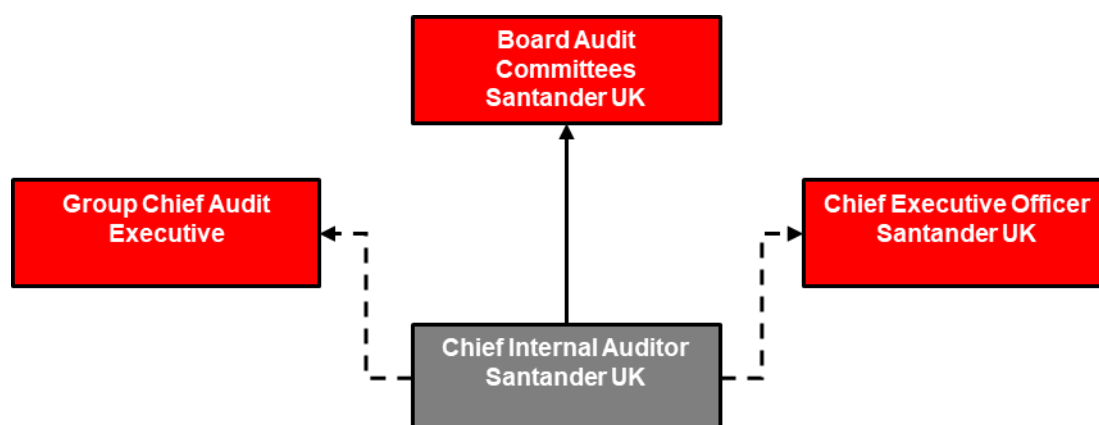 Board Audit
Committees
Santander UK
Group Chief Audit
Executive
Chief Executive Officer
Santander UK
Chief Internal Auditor
Santander UK